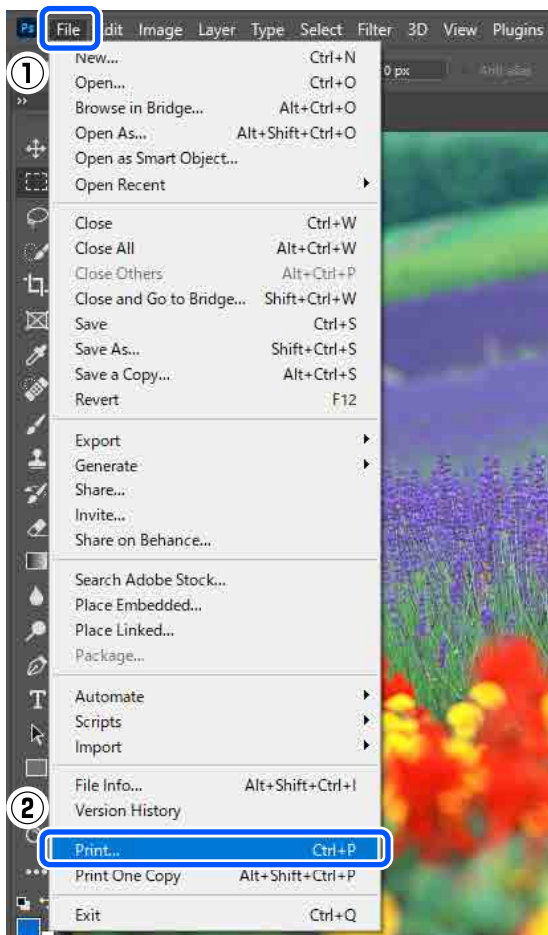 Ps File Edit Image Layer Type Select Filter 3D View Plugins
①
0 px Anti-alias
New... Ctrl+N
Open... Ctrl+O
Browse in Bridge... Alt+Ctrl+O
Open As... Alt+Shift+Ctrl+O
Open as Smart Object...
Open Recent
Close Ctrl+W
Close All Alt+Ctrl+W
Close Others Alt+Ctrl+P
Close and Go to Bridge... Shift+Ctrl+W
Save Ctrl+S
Save As... Shift+Ctrl+S
Save a Copy... Alt+Ctrl+S
Revert F12
Export
Generate
Share...
Invite...
Share on Behance...
Search Adobe Stock...
Place Embedded...
Place Linked...
Package...
Automate
Scripts
Import
File Info... Alt+Shift+Ctrl+I
Version History
②
Print... Ctrl+P
Print One Copy Alt+Shift+Ctrl+P
Exit Ctrl+Q